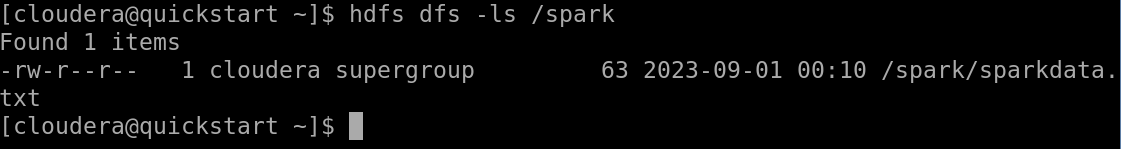 [cloudera@quickstart ~]$ hdfs dfs -ls /spark
Found 1 items
-rw-r--r--   1 cloudera supergroup         63 2023-09-01 00:10 /spark/sparkdata.
txt
[cloudera@quickstart ~]$